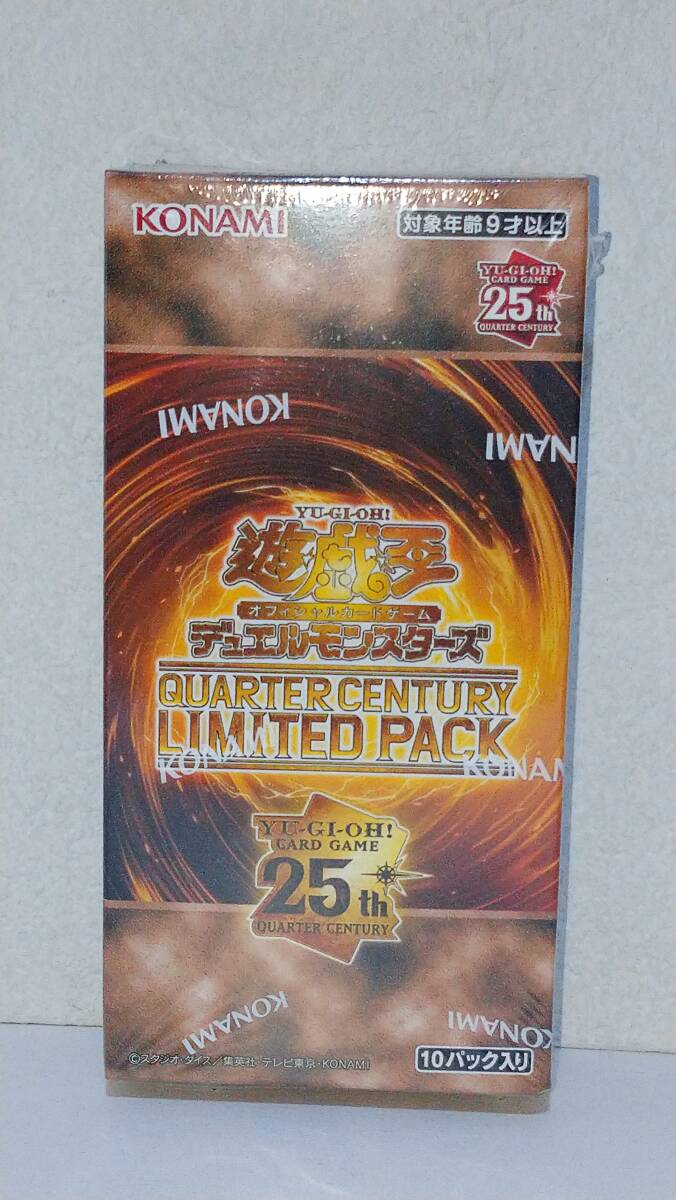 KONAMI
対象年齢9才以上
YU-GI-OH!
CARD GAME
25th
QUARTER CENTURY
KONAMI
KONAMI
YU-GI-OH!
遊戯王
オフィシャルカードゲーム
デュエルモンスターズ
QUARTER CENTURY
LIMITED PACK
KONAMI
KONAMI
YU-GI-OH!
CARD GAME
25th
QUARTER CENTURY
KONAMI
KONAMI
©スタジオ・ダイス/集英社・テレビ東京・KONAMI
10パック入り